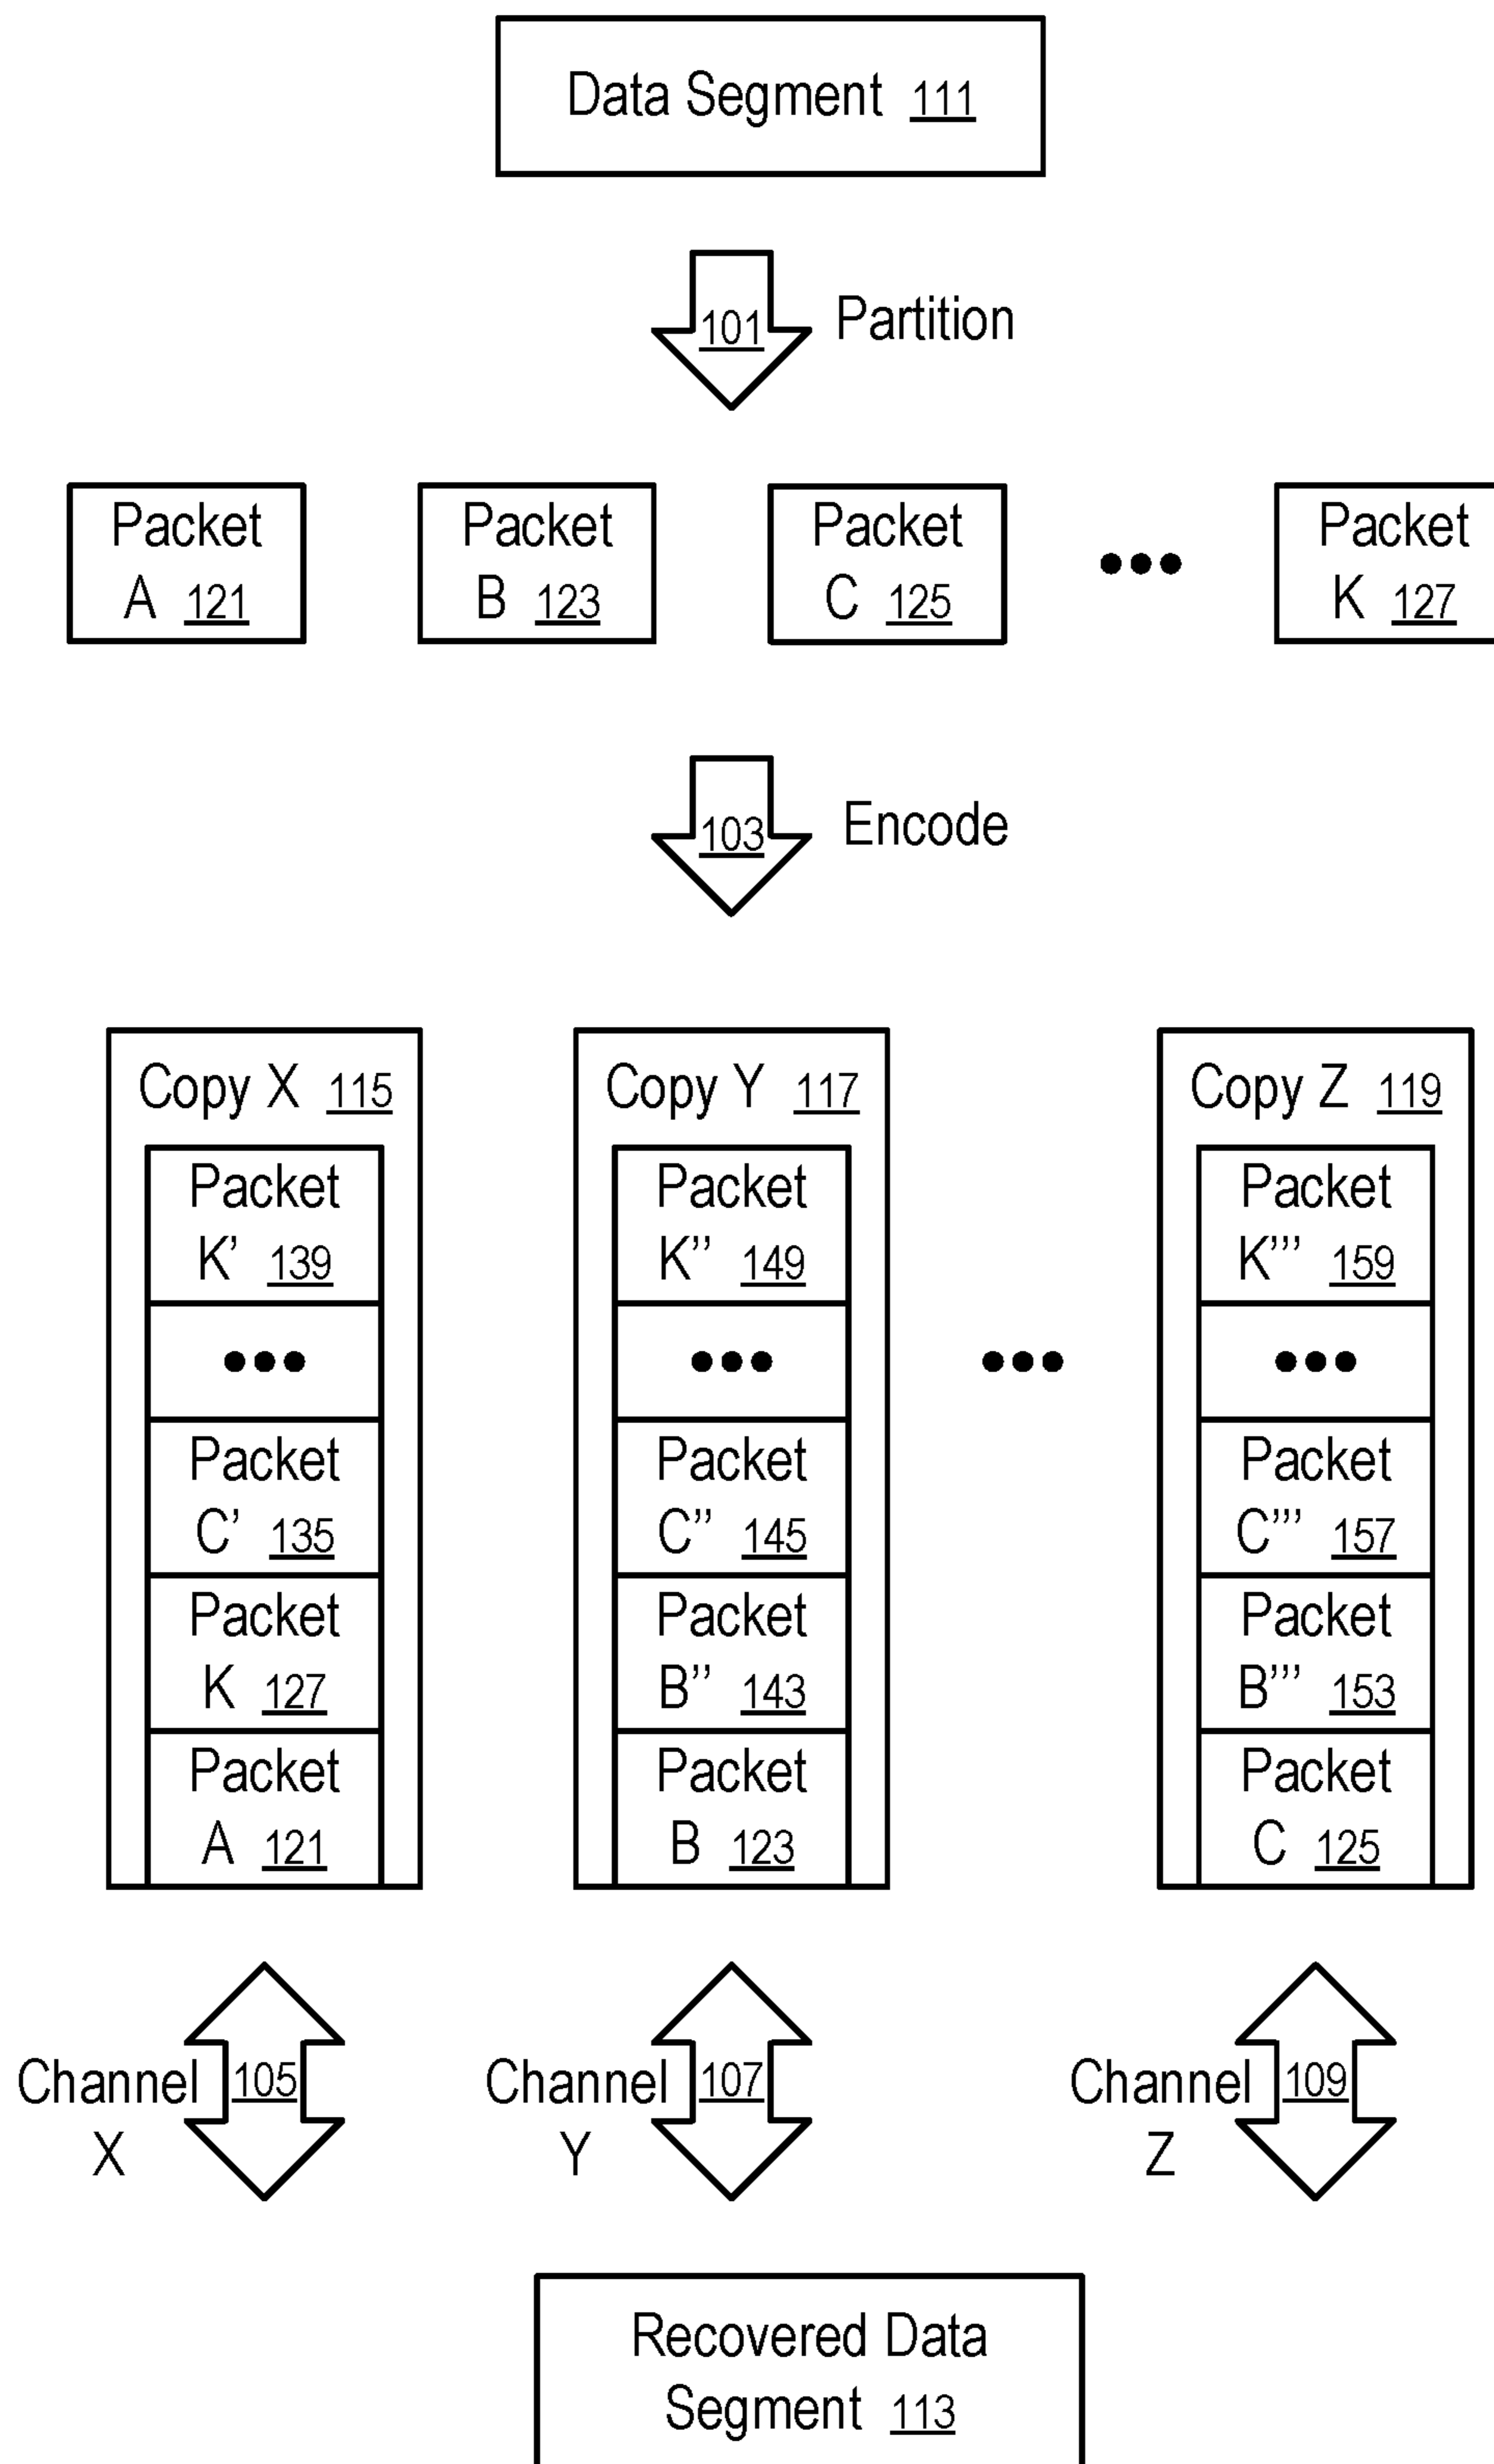 Data Segment 111
101 Partition
Packet
A 121
Packet
B 123
Packet
C 125
•••
Packet
K 127
103 Encode
Copy X 115
Packet
K' 139
•••
Packet
C' 135
Packet
K 127
Packet
A 121
Copy Y 117
Packet
K'' 149
•••
Packet
C'' 145
Packet
B'' 143
Packet
B 123
•••
Copy Z 119
Packet
K''' 159
•••
Packet
C''' 157
Packet
B''' 153
Packet
C 125
Channel 105
X
Channel 107
Y
Channel 109
Z
Recovered Data
Segment 113